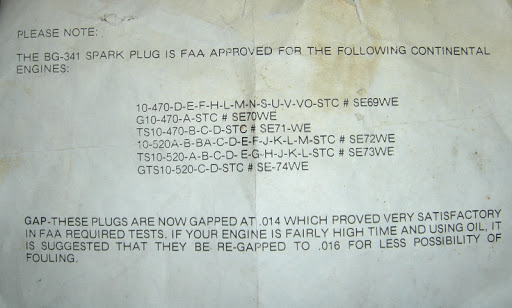 PLEASE NOTE:
THE BG-341 SPARK PLUG IS FAA APPROVED FOR THE FOLLOWING CONTINENTAL
ENGINES:
10-470-D-E-F-H-L-M-N-S-U-V-VO-STC # SE69WE
G10-470-A-STC # SE70WE
TS10-470-B-C-D-STC # SE71-WE
10-520A-B-BA-C-D-E-F-J-K-L-M-STC # SE72WE
TS10-520-A-B-C-D- E-G-H-J-K-L-STC # SE73WE
GTS10-520-C-D-STC # SE-74WE
GAP-THESE PLUGS ARE NOW GAPPED AT .014 WHICH PROVED VERY SATISFACTORY
IN FAA REQUIRED TESTS. IF YOUR ENGINE IS FAIRLY HIGH TIME AND USING OIL, IT
IS SUGGESTED THAT THEY BE RE-GAPPED TO .016 FOR LESS POSSIBILITY OF
FOULING.